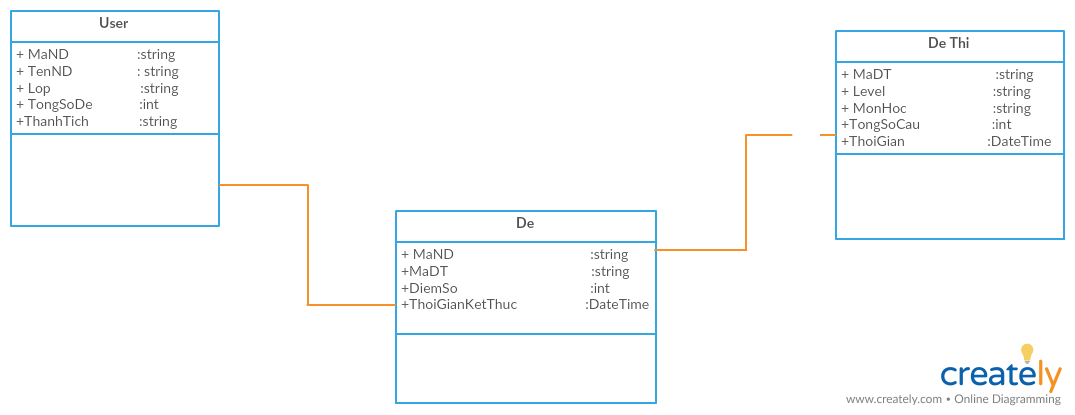 User
+ MaND :string
+ TenND : string
+ Lop :string
+ TongSoDe :int
+ThanhTich :string
De Thi
+ MaDT :string
+ Level :string
+ MonHoc :string
+TongSoCau :int
+ThoiGian :DateTime
De
+ MaND :string
+MaDT :string
+DiemSo :int
+ThoiGianKetThuc :DateTime
creately
www.creately.com • Online Diagramming